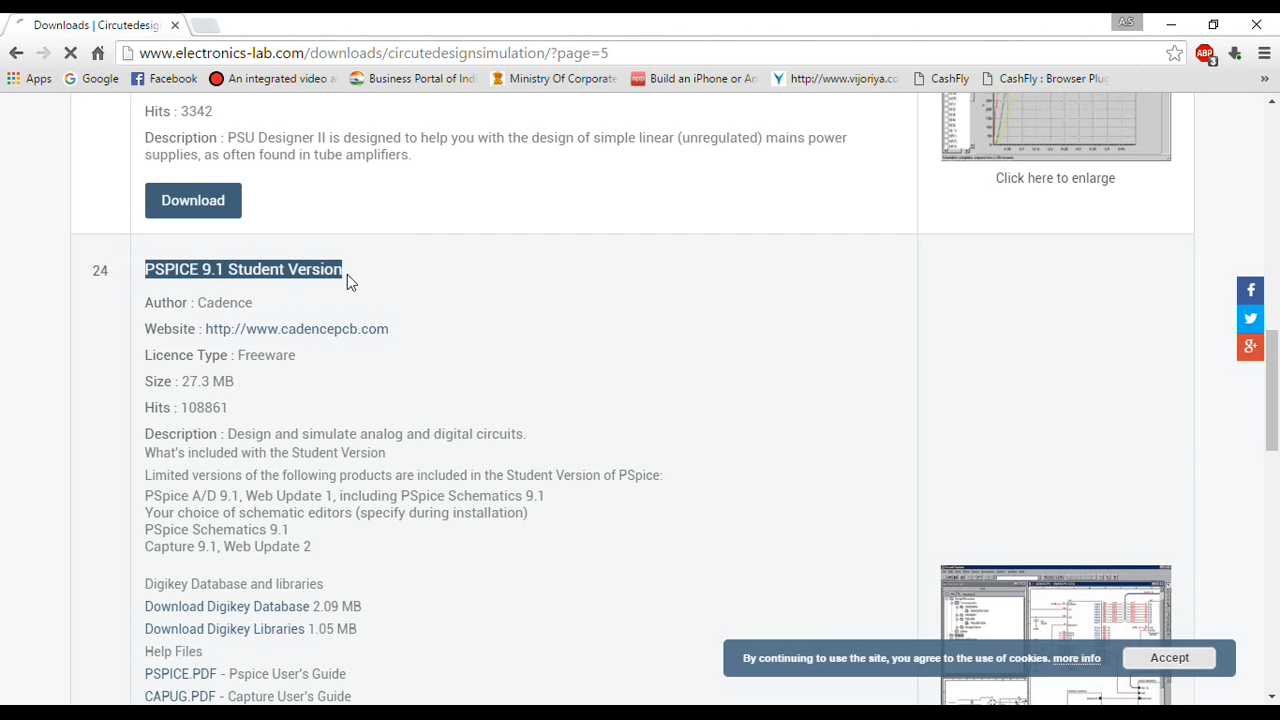 Downloads | Circutedesig
A.S
www.electronics-lab.com/downloads/circutedesignsimulation/?page=5
ABP
3
Apps
Google
Facebook
An integrated video a
Business Portal of Ind
Ministry Of Corporate
app
Build an iPhone or An
http://www.vijoriya.co
CashFly
CashFly : Browser Plug
»
Hits : 3342
Description : PSU Designer II is designed to help you with the design of simple linear (unregulated) mains power
supplies, as often found in tube amplifiers.
Click here to enlarge
Download
24
PSPICE 9.1 Student Version
Author : Cadence
Website : http://www.cadencepcb.com
Licence Type : Freeware
Size : 27.3 MB
Hits : 108861
Description : Design and simulate analog and digital circuits.
What's included with the Student Version
Limited versions of the following products are included in the Student Version of PSpice:
PSpice A/D 9.1, Web Update 1, including PSpice Schematics 9.1
Your choice of schematic editors (specify during installation)
PSpice Schematics 9.1
Capture 9.1, Web Update 2
Digikey Database and libraries
Download Digikey Database 2.09 MB
Download Digikey Libraries 1.05 MB
Help Files
PSPICE.PDF - Pspice User's Guide
CAPUG.PDF - Capture User's Guide
By continuing to use the site, you agree to the use of cookies. more info
Accept